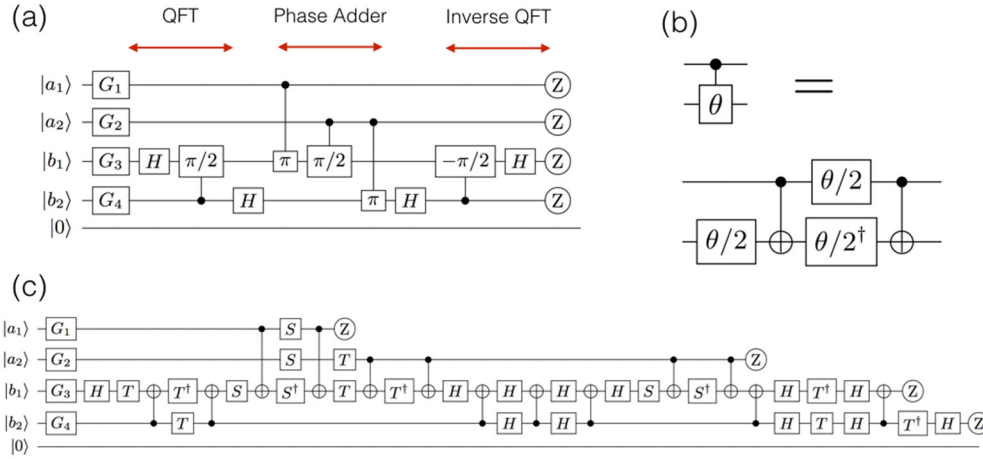 (a) QFT Phase Adder Inverse QFT (b)
|a₁⟩ G₁ Z
|a₂⟩ G₂ Z
|b₁⟩ G₃ H π/2 π π/2 −π/2 H Z
|b₂⟩ G₄ H π H Z
|0⟩
θ =
θ/2
θ/2 θ/2†
(c)
|a₁⟩ G₁ S Z
|a₂⟩ G₂ S T Z
|b₁⟩ G₃ H T T† S S† T T† H H H H S S† H T† H Z
|b₂⟩ G₄ T H H H T H T† H Z
|0⟩